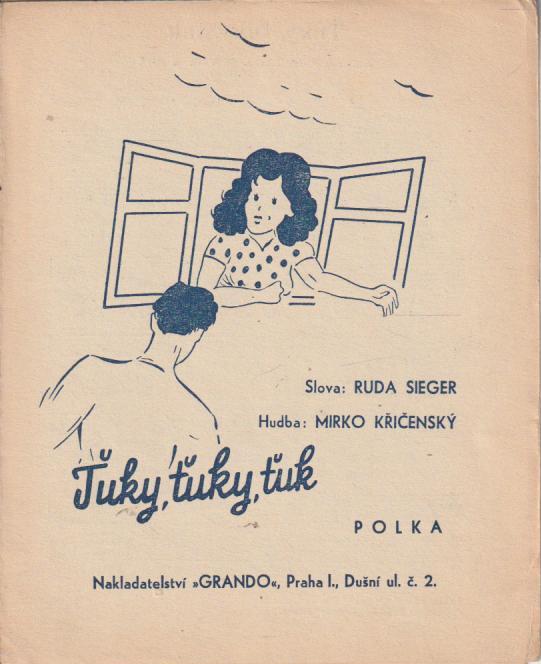 Slova: RUDA SIEGER
Hudba: MIRKO KŘIČENSKÝ
Ťuky, ťuky, ťuk
POLKA
Nakladatelství »GRANDO«, Praha I., Dušní ul. č. 2.